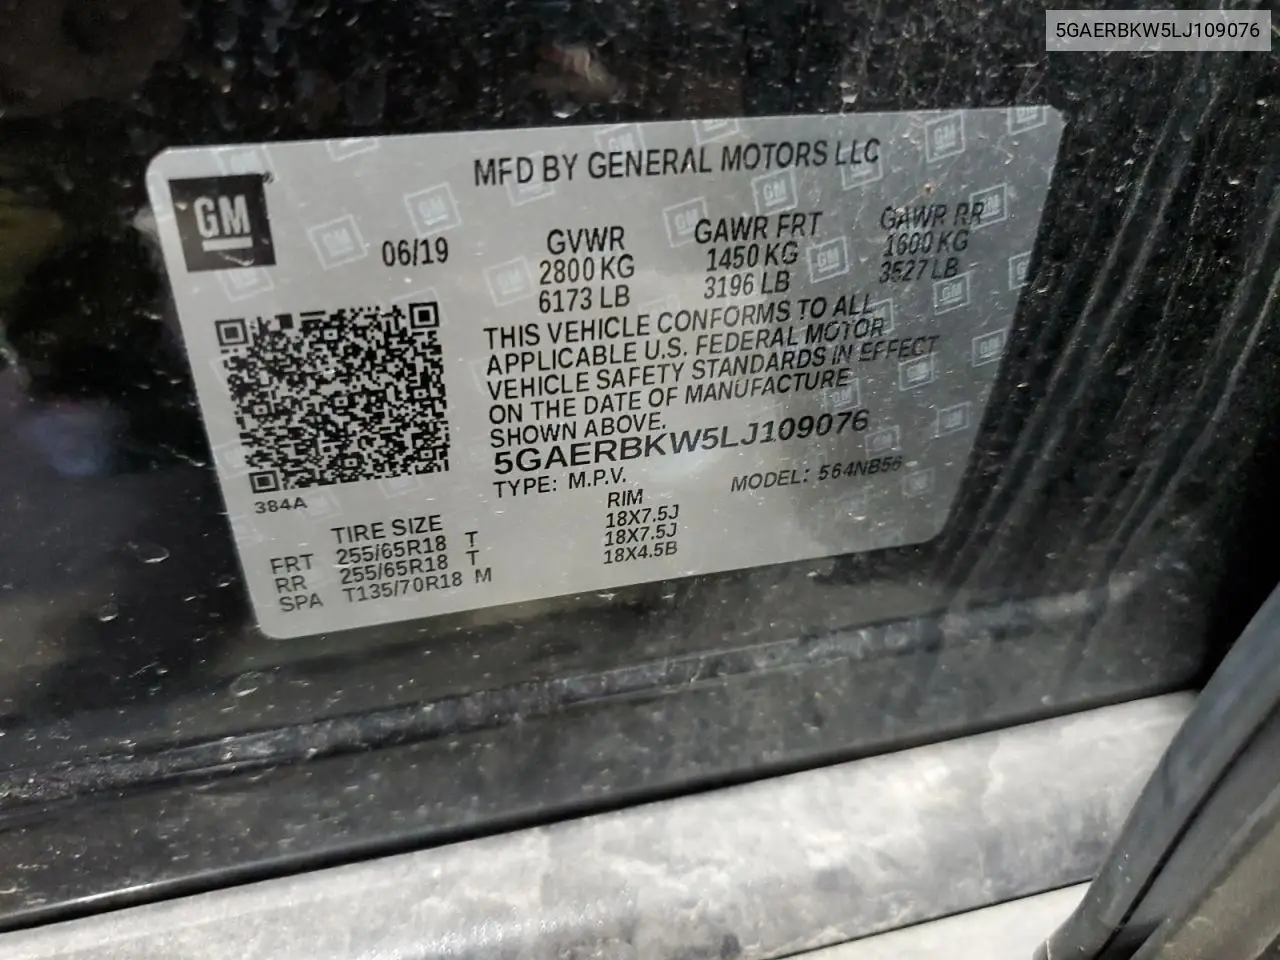 5GAERBKW5LJ109076
MFD BY GENERAL MOTORS LLC
GM
06/19
GVWR GAWR FRT GAWR RR
2800 KG 1450 KG 1600 KG
6173 LB 3196 LB 3527 LB
THIS VEHICLE CONFORMS TO ALL
APPLICABLE U.S. FEDERAL MOTOR
VEHICLE SAFETY STANDARDS IN EFFECT
ON THE DATE OF MANUFACTURE
SHOWN ABOVE.
5GAERBKW5LJ109076
TYPE: M.P.V. MODEL: 564NB56
384A
TIRE SIZE RIM
FRT 255/65R18 T 18X7.5J
RR 255/65R18 T 18X7.5J
SPA T135/70R18 M 18X4.5B